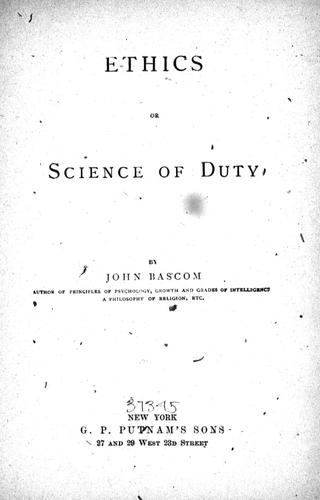 ETHICS
OR
SCIENCE OF DUTY
BY
JOHN BASCOM
AUTHOR OF PRINCIPLES OF PSYCHOLOGY, GROWTH AND GRADES OF INTELLIGENCE
A PHILOSOPHY OF RELIGION, ETC.
37345
NEW YORK
G. P. PUTNAM'S SONS
27 AND 29 WEST 23D STREET